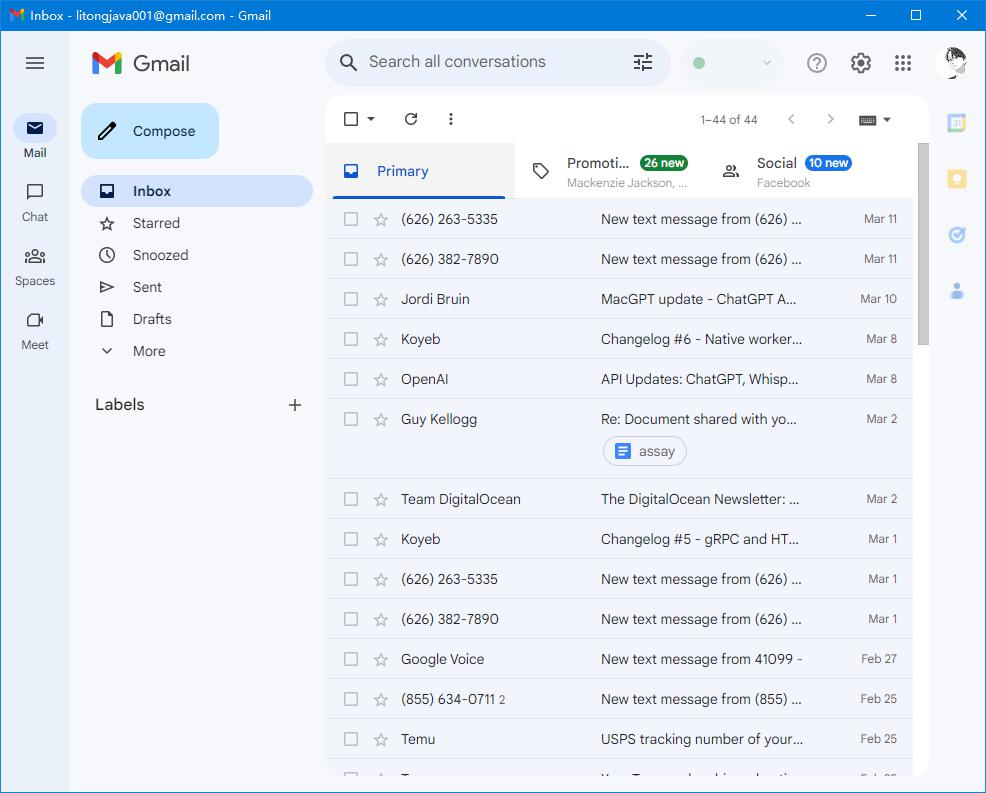 Inbox - litongjava001@gmail.com - Gmail
Gmail
Search all conversations
Compose
1–44 of 44
Mail
Chat
Spaces
Meet
Inbox
Starred
Snoozed
Sent
Drafts
More
Labels
31
Primary
Promoti... 26 new
Mackenzie Jackson, ...
Social 10 new
Facebook
(626) 263-5335 New text message from (626) ... Mar 11
(626) 382-7890 New text message from (626) ... Mar 11
Jordi Bruin MacGPT update - ChatGPT A... Mar 10
Koyeb Changelog #6 - Native worker... Mar 8
OpenAI API Updates: ChatGPT, Whisp... Mar 8
Guy Kellogg Re: Document shared with yo... Mar 2
assay
Team DigitalOcean The DigitalOcean Newsletter: ... Mar 2
Koyeb Changelog #5 - gRPC and HT... Mar 1
(626) 263-5335 New text message from (626) ... Mar 1
(626) 382-7890 New text message from (626) ... Mar 1
Google Voice New text message from 41099 - Feb 27
(855) 634-0711 2 New text message from (855) ... Feb 25
Temu USPS tracking number of your... Feb 25